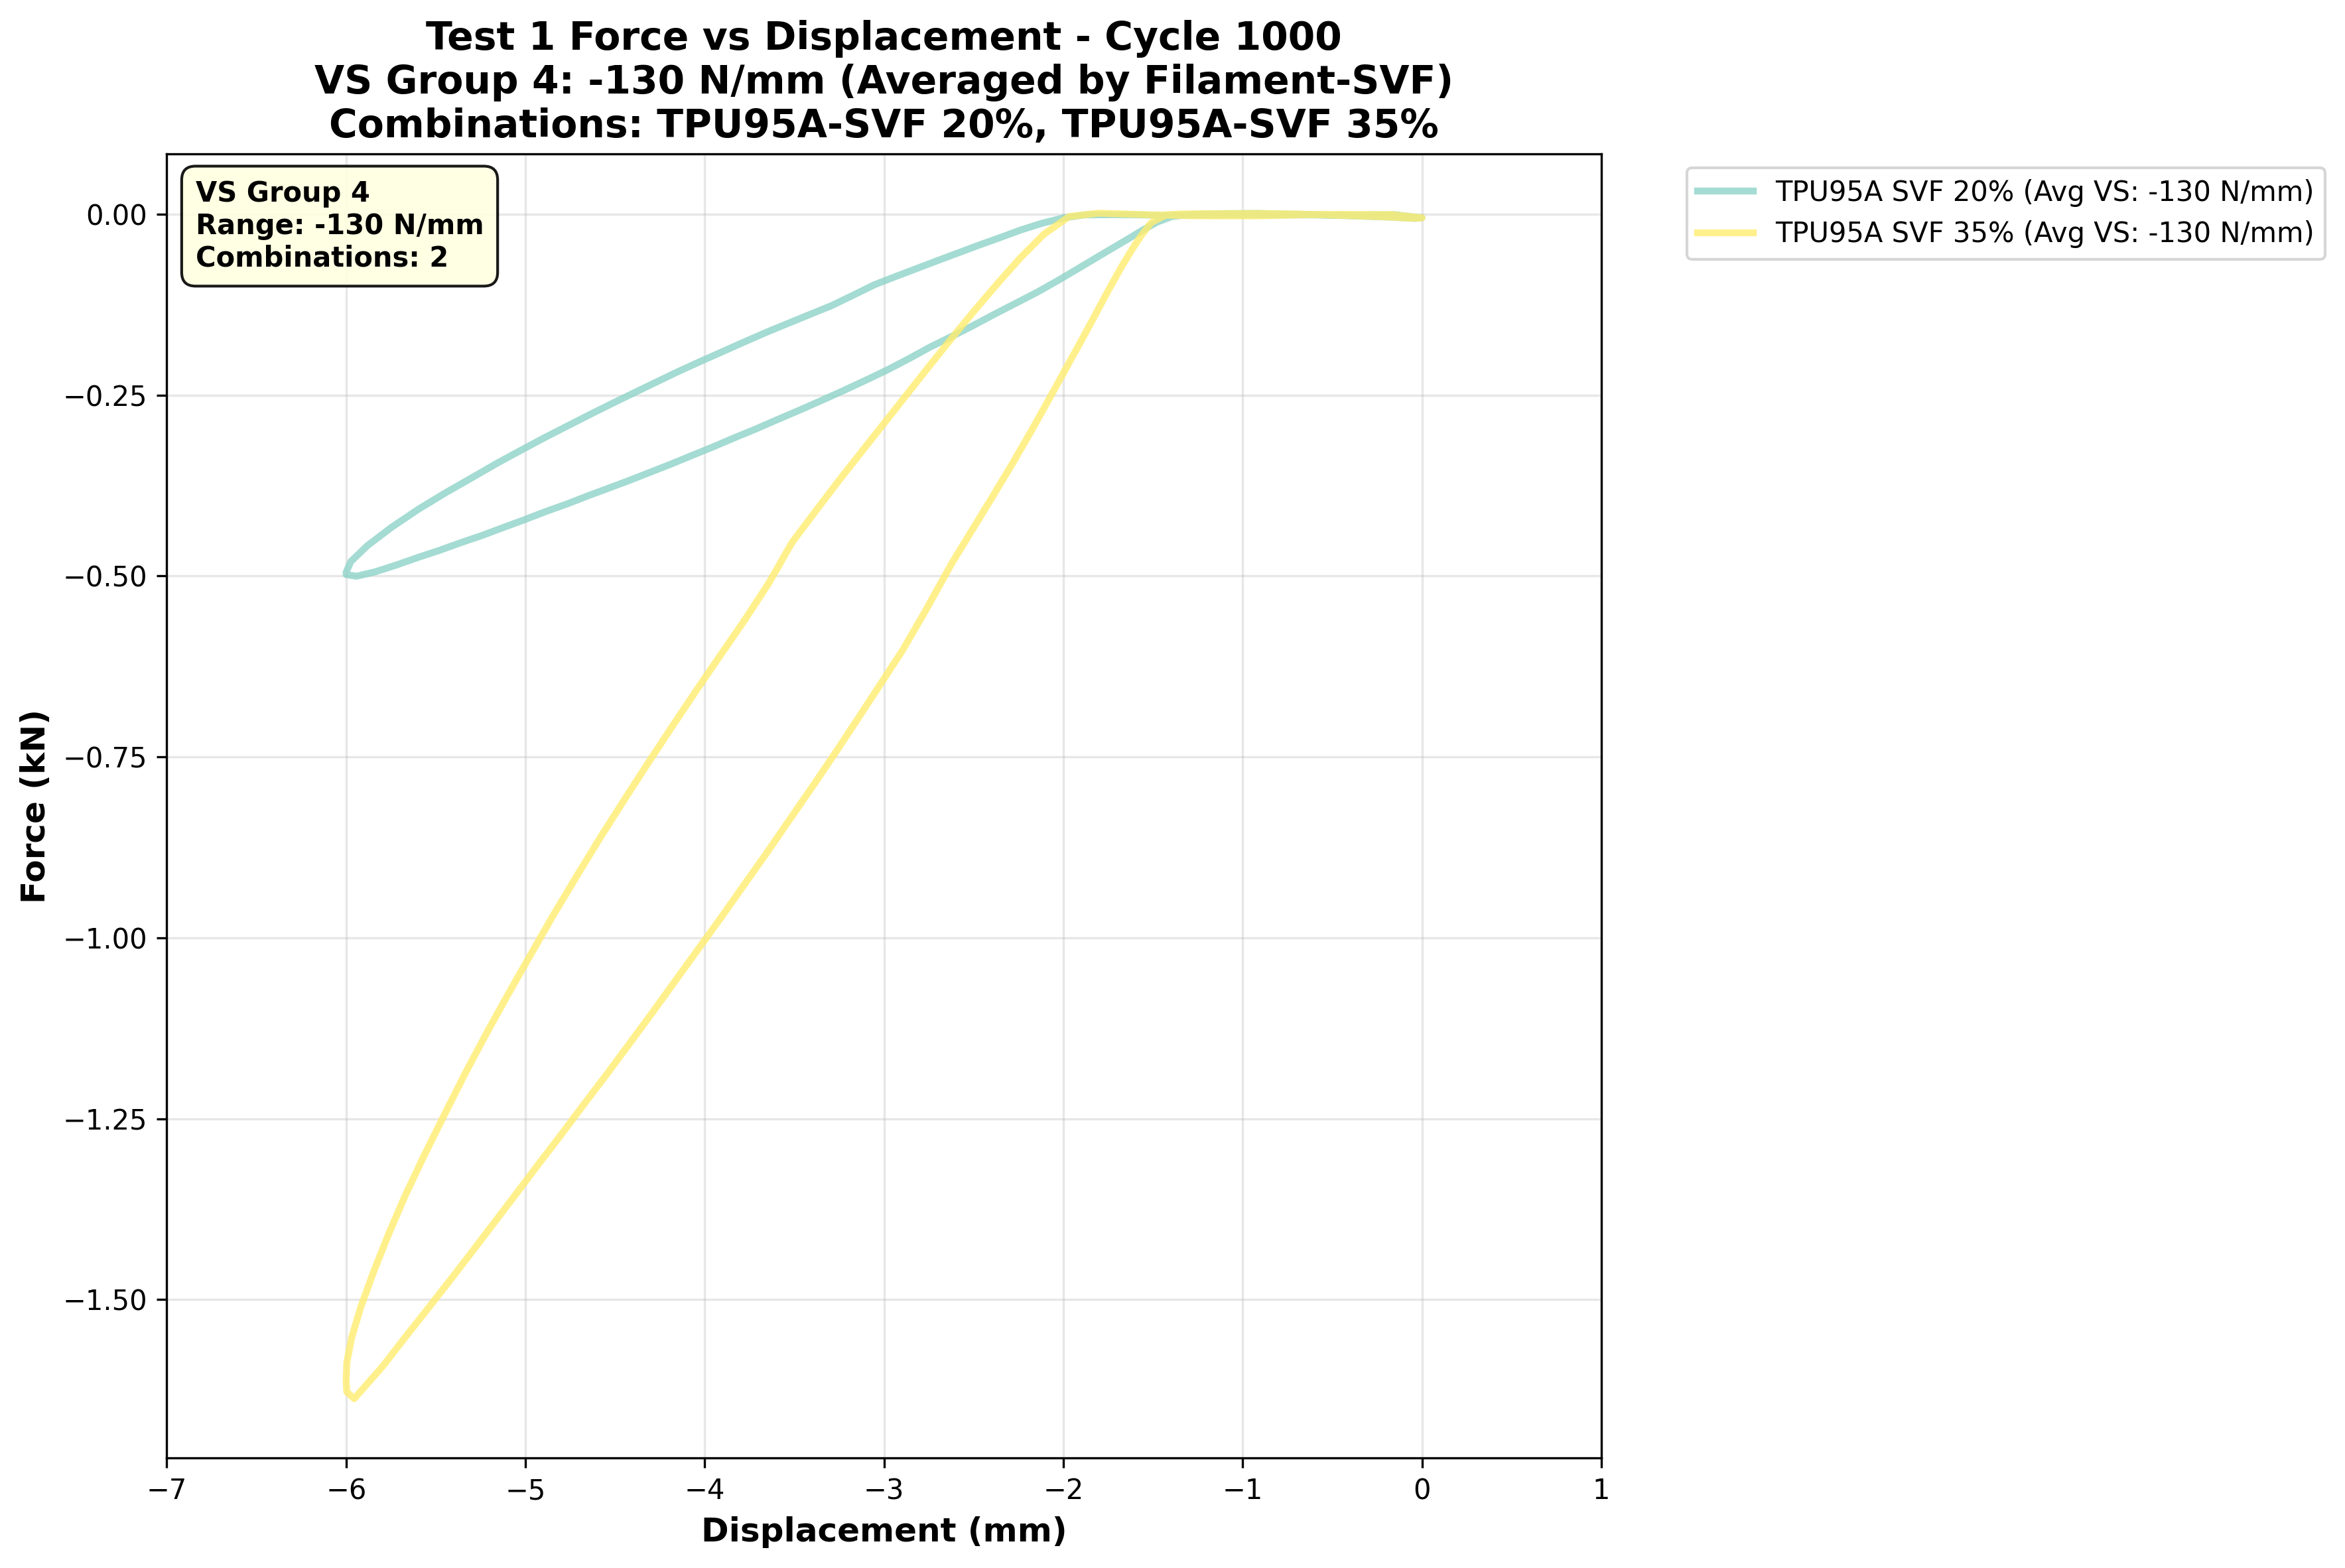 Test 1 Force vs Displacement - Cycle 1000
VS Group 4: -130 N/mm (Averaged by Filament-SVF)
Combinations: TPU95A-SVF 20%, TPU95A-SVF 35%
VS Group 4
Range: -130 N/mm
Combinations: 2
TPU95A SVF 20% (Avg VS: -130 N/mm)
TPU95A SVF 35% (Avg VS: -130 N/mm)
Force (kN)
0.00
−0.25
−0.50
−0.75
−1.00
−1.25
−1.50
−7 −6 −5 −4 −3 −2 −1 0 1
Displacement (mm)